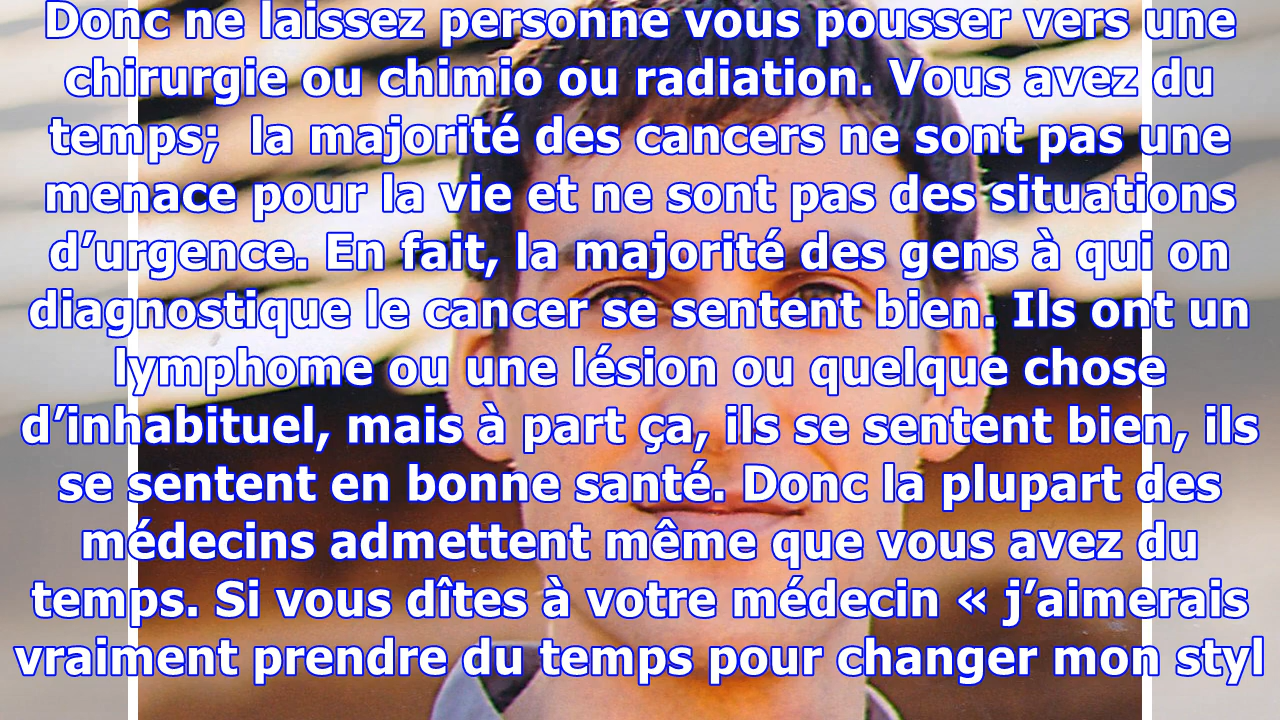 Donc ne laissez personne vous pousser vers une
chirurgie ou chimio ou radiation. Vous avez du
temps;  la majorité des cancers ne sont pas une
menace pour la vie et ne sont pas des situations
d’urgence. En fait, la majorité des gens à qui on
diagnostique le cancer se sentent bien. Ils ont un
lymphome ou une lésion ou quelque chose
d’inhabituel, mais à part ça, ils se sentent bien, ils
se sentent en bonne santé. Donc la plupart des
médecins admettent même que vous avez du
temps. Si vous dîtes à votre médecin « j’aimerais
vraiment prendre du temps pour changer mon styl